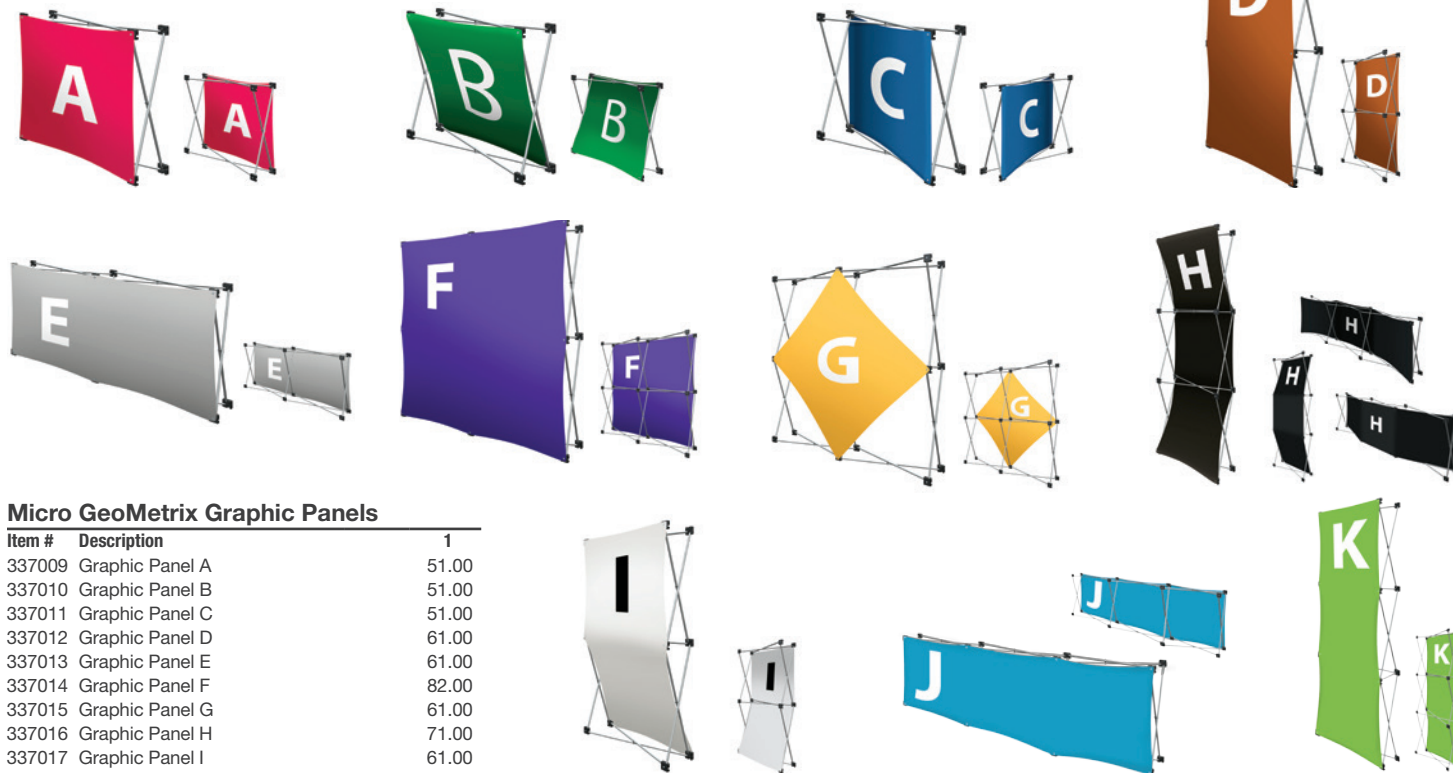 A
A
B
B
C
C
D
D
E
E
F
F
G
G
H
H
H
H
Micro GeoMetrix Graphic Panels
Item # Description 1
337009 Graphic Panel A 51.00
337010 Graphic Panel B 51.00
337011 Graphic Panel C 51.00
337012 Graphic Panel D 61.00
337013 Graphic Panel E 61.00
337014 Graphic Panel F 82.00
337015 Graphic Panel G 61.00
337016 Graphic Panel H 71.00
337017 Graphic Panel I 61.00
I
I
J
J
K
K